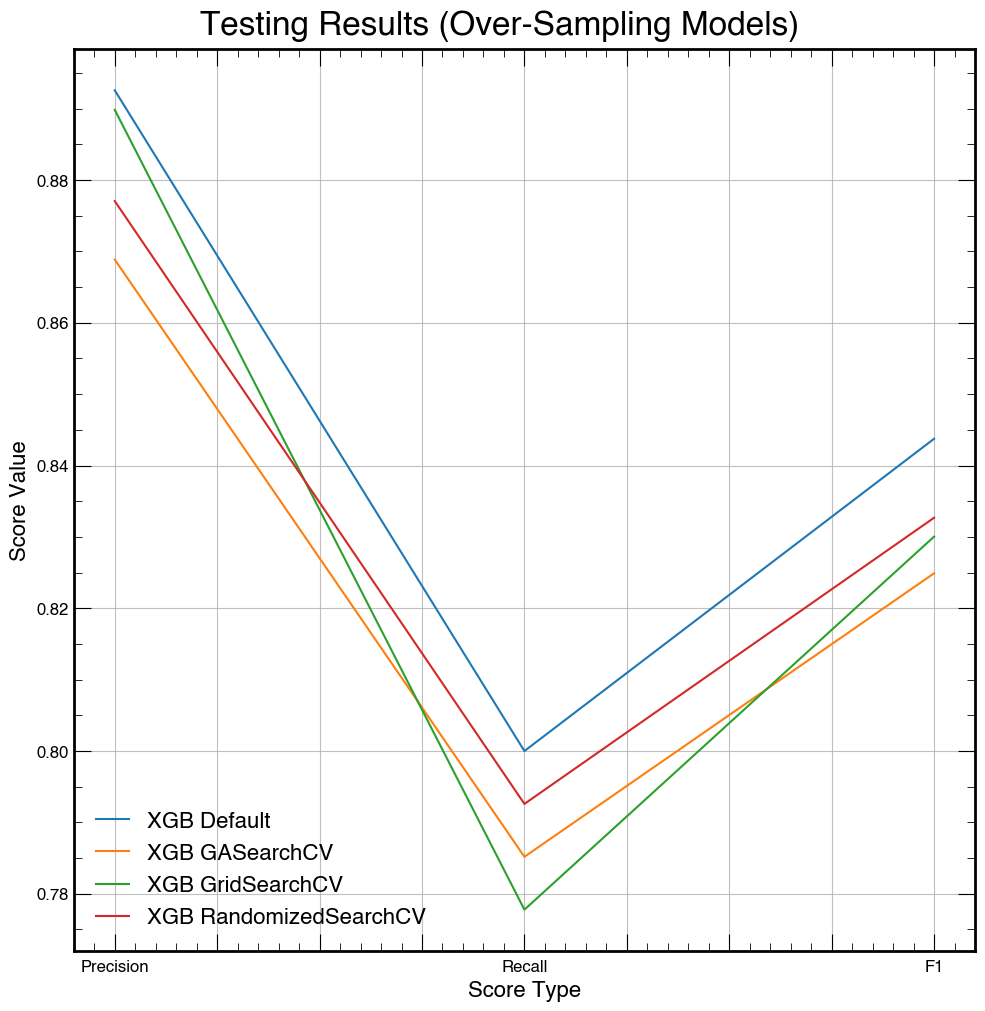 Testing Results (Over-Sampling Models)
Score Value
0.88
0.86
0.84
0.82
0.80
0.78
XGB Default
XGB GASearchCV
XGB GridSearchCV
XGB RandomizedSearchCV
Precision Recall F1
Score Type